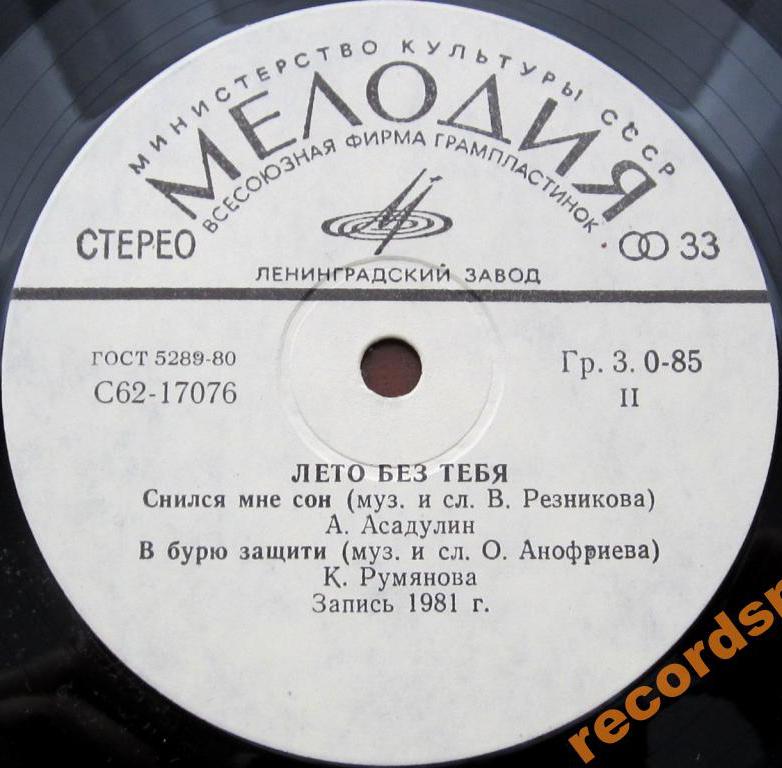 МИНИСТЕРСТВО КУЛЬТУРЫ СССР
МЕЛОДИЯ
ВСЕСОЮЗНАЯ ФИРМА ГРАМПЛАСТИНОК
СТЕРЕО
33
ЛЕНИНГРАДСКИЙ ЗАВОД
ГОСТ 5289-80
Гр. 3. 0-85
С62-17076
II
ЛЕТО БЕЗ ТЕБЯ
Снился мне сон (муз. и сл. В. Резникова)
А. Асадулин
В бурю защити (муз. и сл. О. Анофриева)
К. Румянова
Запись 1981 г.